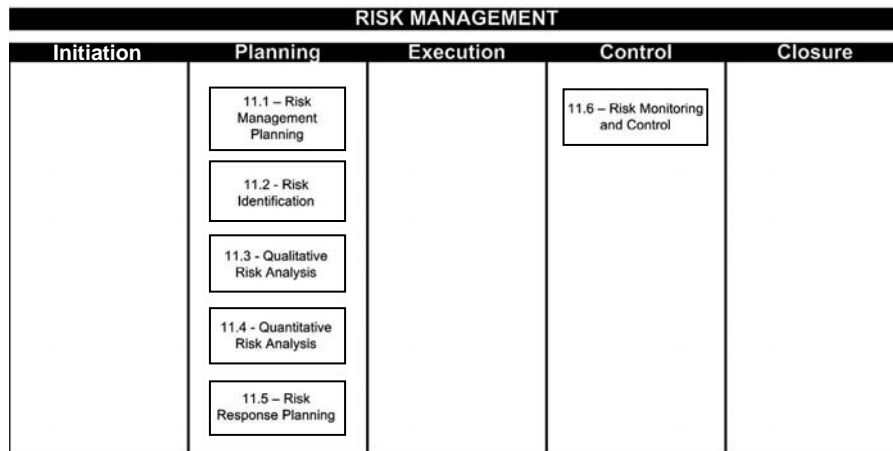 RISK MANAGEMENT
Initiation Planning Execution Control Closure
11.1 – Risk
Management
Planning
11.2 - Risk
Identification
11.3 - Qualitative
Risk Analysis
11.4 - Quantitative
Risk Analysis
11.5 – Risk
Response Planning
11.6 – Risk Monitoring
and Control